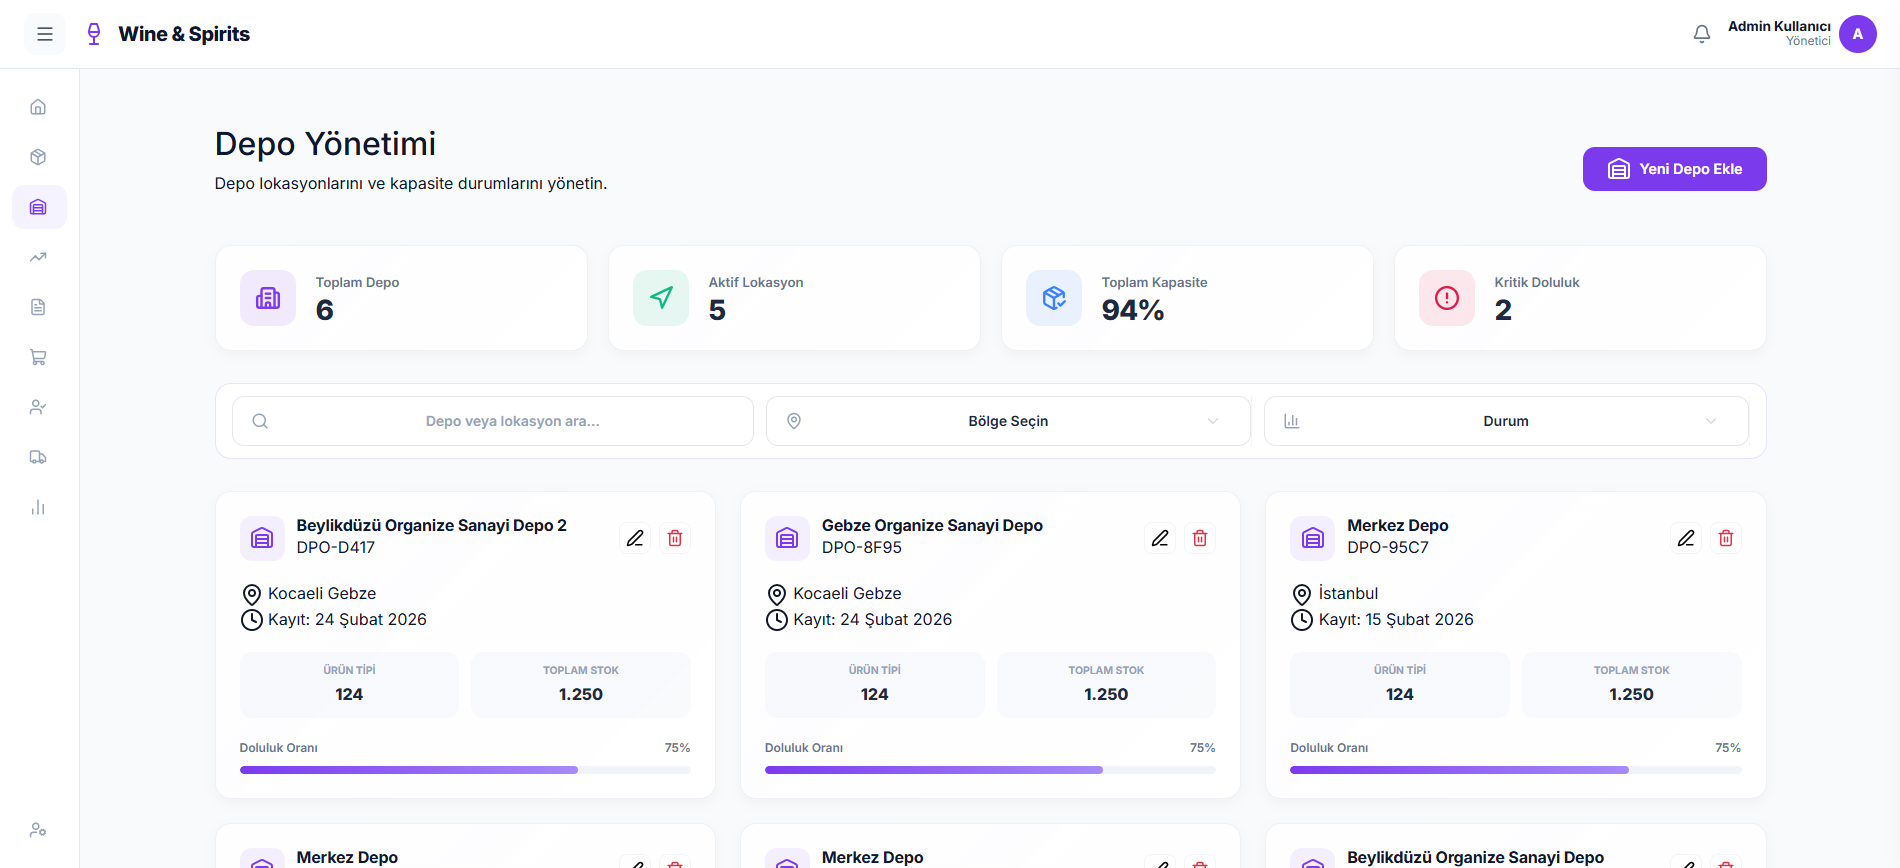 Wine & Spirits
Admin Kullanıcı
Yönetici
A
Depo Yönetimi
Depo lokasyonlarını ve kapasite durumlarını yönetin.
Yeni Depo Ekle
Toplam Depo
6
Aktif Lokasyon
5
Toplam Kapasite
94%
Kritik Doluluk
2
Depo veya lokasyon ara...
Bölge Seçin
Durum
Beylikdüzü Organize Sanayi Depo 2
DPO-D417
Kocaeli Gebze
Kayıt: 24 Şubat 2026
ÜRÜN TİPİ
124
TOPLAM STOK
1.250
Doluluk Oranı
75%
Gebze Organize Sanayi Depo
DPO-8F95
Kocaeli Gebze
Kayıt: 24 Şubat 2026
ÜRÜN TİPİ
124
TOPLAM STOK
1.250
Doluluk Oranı
75%
Merkez Depo
DPO-95C7
İstanbul
Kayıt: 15 Şubat 2026
ÜRÜN TİPİ
124
TOPLAM STOK
1.250
Doluluk Oranı
75%
Merkez Depo
Merkez Depo
Beylikdüzü Organize Sanayi Depo